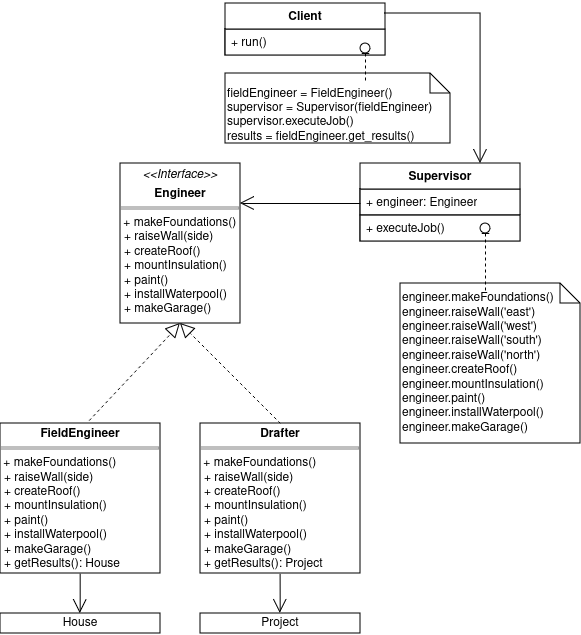 Client
+ run()
fieldEngineer = FieldEngineer()
supervisor = Supervisor(fieldEngineer)
supervisor.executeJob()
results = fieldEngineer.get_results()
<<Interface>>
Engineer
+ makeFoundations()
+ raiseWall(side)
+ createRoof()
+ mountInsulation()
+ paint()
+ installWaterpool()
+ makeGarage()
Supervisor
+ engineer: Engineer
+ executeJob()
engineer.makeFoundations()
engineer.raiseWall('east')
engineer.raiseWall('west')
engineer.raiseWall('south')
engineer.raiseWall('north')
engineer.createRoof()
engineer.mountInsulation()
engineer.paint()
engineer.installWaterpool()
engineer.makeGarage()
FieldEngineer
+ makeFoundations()
+ raiseWall(side)
+ createRoof()
+ mountInsulation()
+ paint()
+ installWaterpool()
+ makeGarage()
+ getResults(): House
Drafter
+ makeFoundations()
+ raiseWall(side)
+ createRoof()
+ mountInsulation()
+ paint()
+ installWaterpool()
+ makeGarage()
+ getResults(): Project
House
Project